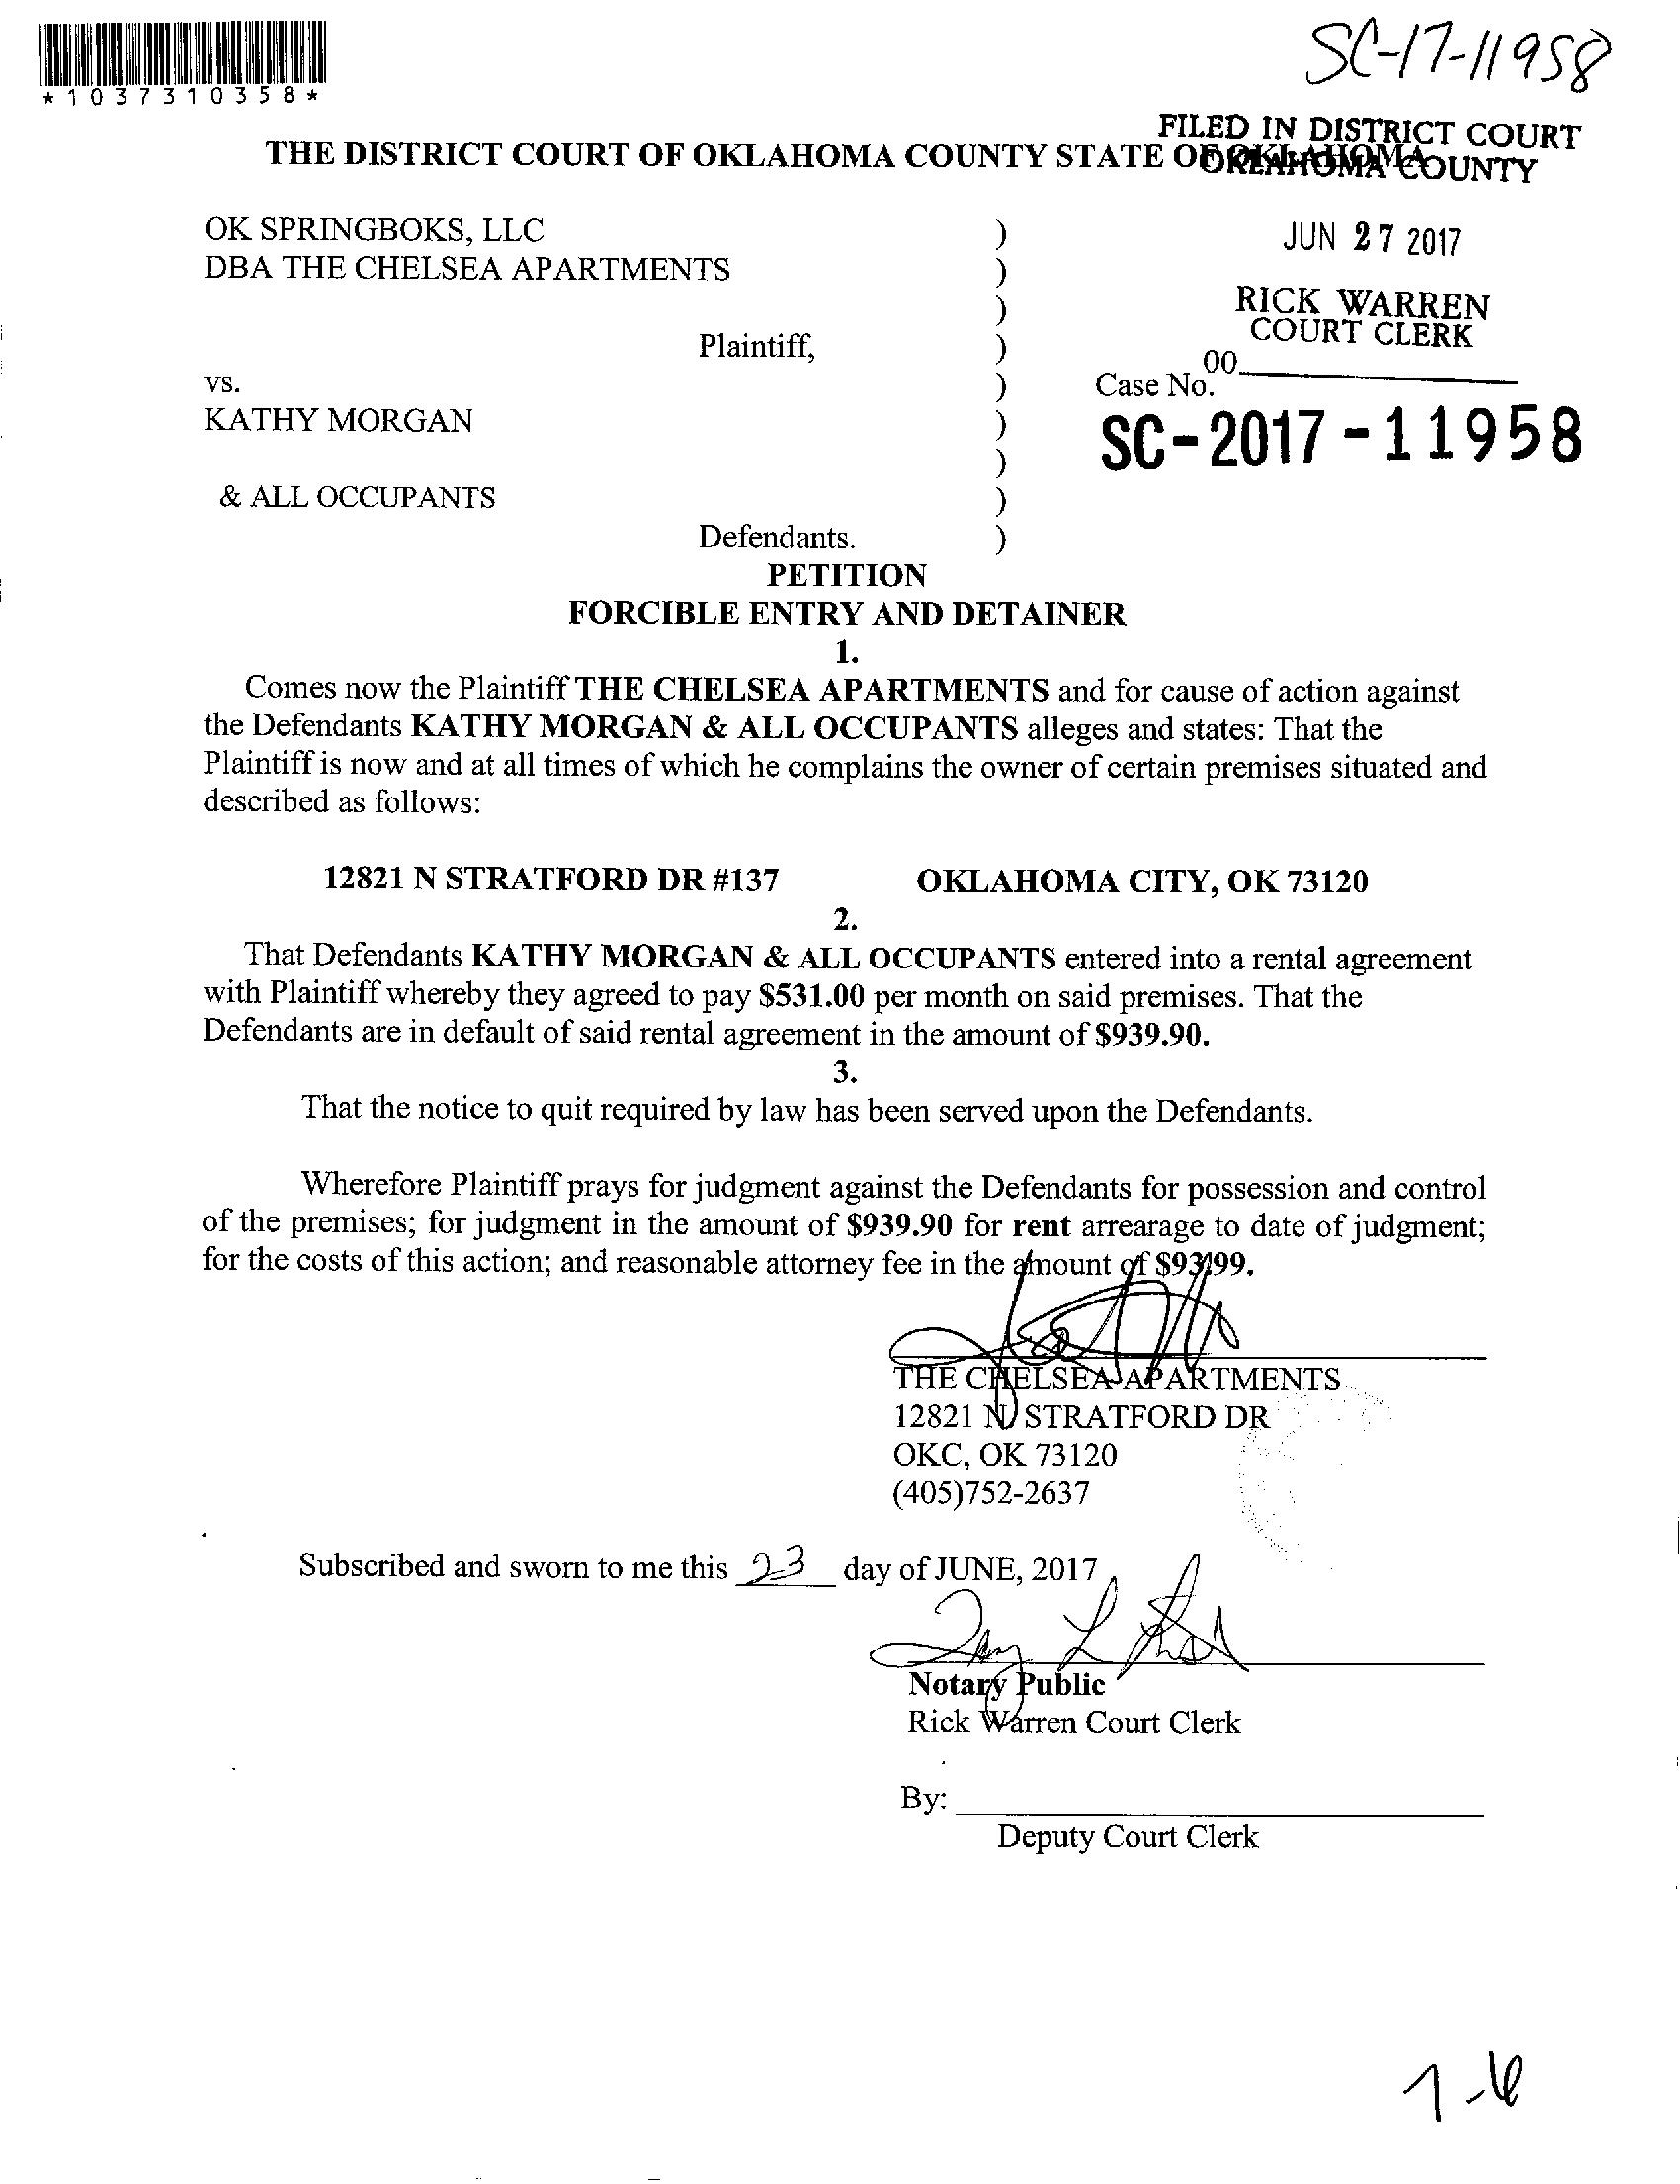 SC-17-11958
*1037310358*
FILED IN DISTRICT COURT
OKLAHOMA COUNTY
THE DISTRICT COURT OF OKLAHOMA COUNTY STATE OF OKLAHOMA
OK SPRINGBOKS, LLC )
DBA THE CHELSEA APARTMENTS )
)
Plaintiff, )
vs. )
KATHY MORGAN )
)
& ALL OCCUPANTS )
Defendants. )
JUN 27 2017
RICK WARREN
COURT CLERK
00
Case No.
SC-2017-11958
PETITION
FORCIBLE ENTRY AND DETAINER
1.
Comes now the Plaintiff THE CHELSEA APARTMENTS and for cause of action against
the Defendants KATHY MORGAN & ALL OCCUPANTS alleges and states: That the
Plaintiff is now and at all times of which he complains the owner of certain premises situated and
described as follows:
12821 N STRATFORD DR #137 OKLAHOMA CITY, OK 73120
2.
That Defendants KATHY MORGAN & ALL OCCUPANTS entered into a rental agreement
with Plaintiff whereby they agreed to pay $531.00 per month on said premises. That the
Defendants are in default of said rental agreement in the amount of $939.90.
3.
That the notice to quit required by law has been served upon the Defendants.
Wherefore Plaintiff prays for judgment against the Defendants for possession and control
of the premises; for judgment in the amount of $939.90 for rent arrearage to date of judgment;
for the costs of this action; and reasonable attorney fee in the amount of $93.99.
THE CHELSEA APARTMENTS
12821 N STRATFORD DR
OKC, OK 73120
(405)752-2637
Subscribed and sworn to me this 23 day of JUNE, 2017
Notary Public
Rick Warren Court Clerk
By:
Deputy Court Clerk